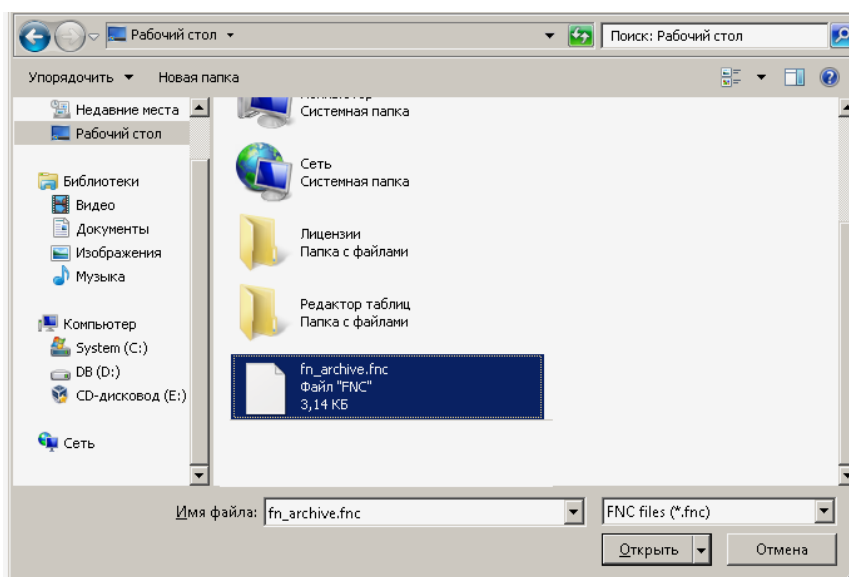 Рабочий стол
Поиск: Рабочий стол
Упорядочить
Новая папка
Недавние места
Рабочий стол
Библиотеки
Видео
Документы
Изображения
Музыка
Компьютер
System (C:)
DB (D:)
CD-дисковод (E:)
Сеть
Системная папка
Сеть
Системная папка
Лицензии
Папка с файлами
Редактор таблиц
Папка с файлами
fn_archive.fnc
Файл "FNC"
3,14 КБ
Имя файла: fn_archive.fnc
FNC files (*.fnc)
Открыть
Отмена